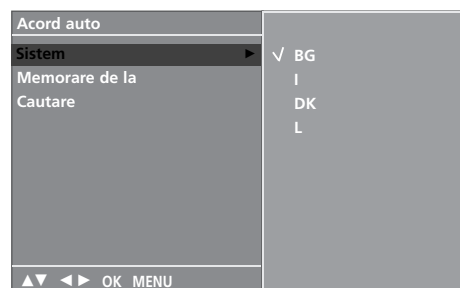 Acord auto
Sistem ►
Memorare de la
Cautare
√ BG
I
DK
L
▲▼ ◄► OK MENU